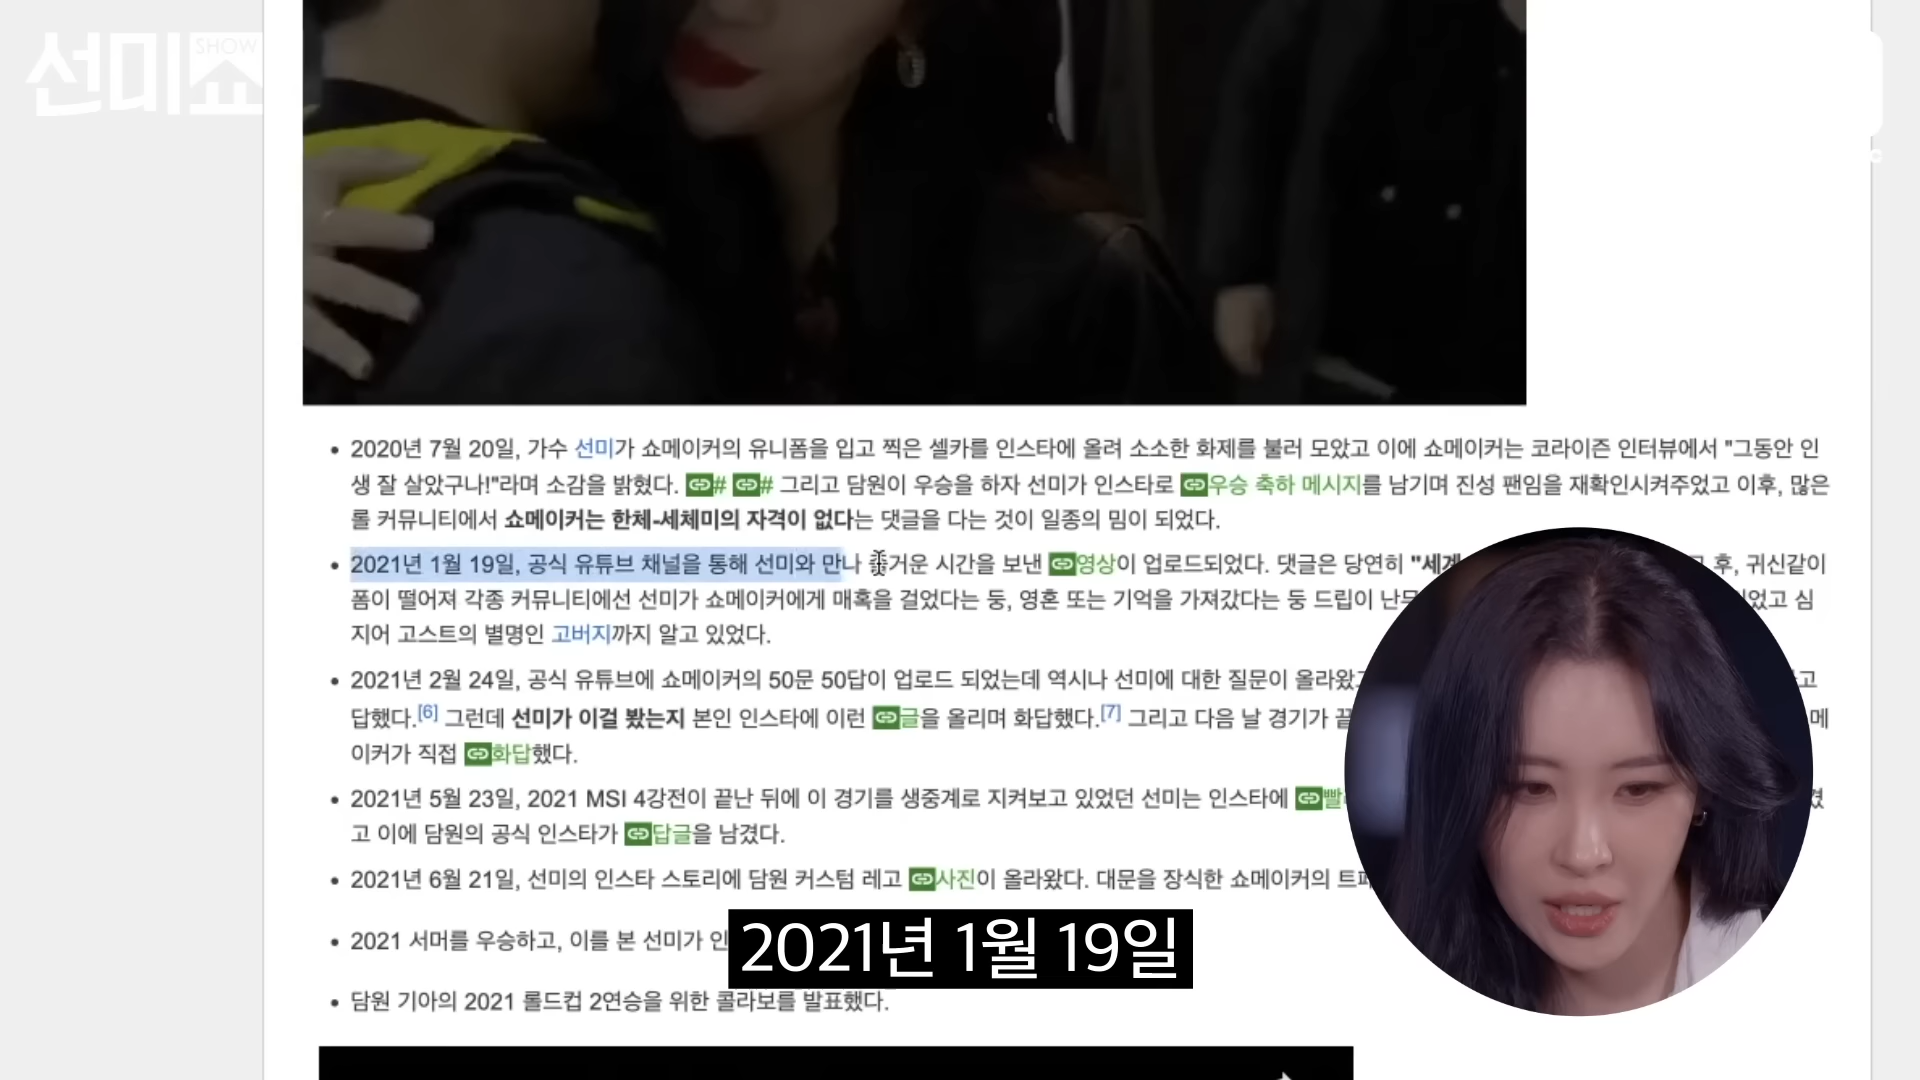 선미쇼 SHOW
2020년 7월 20일, 가수 선미가 쇼메이커의 유니폼을 입고 찍은 셀카를 인스타에 올려 소소한 화제를 불러 모았고 이에 쇼메이커는 코라이즌 인터뷰에서 "그동안 인
생 잘 살았구나!"라며 소감을 밝혔다. # # 그리고 담원이 우승을 하자 선미가 인스타로 우승 축하 메시지를 남기며 진성 팬임을 재확인시켜주었고 이후, 많은
롤 커뮤니티에서 쇼메이커는 한체-세체미의 자격이 없다는 댓글을 다는 것이 일종의 밈이 되었다.
2021년 1월 19일, 공식 유튜브 채널을 통해 선미와 만나 즐거운 시간을 보낸 영상이 업로드되었다. 댓글은 당연히 "세계 후, 귀신같이
폼이 떨어져 각종 커뮤니티에선 선미가 쇼메이커에게 매혹을 걸었다는 둥, 영혼 또는 기억을 가져갔다는 둥 드립이 었고 심
지어 고스트의 별명인 고버지까지 알고 있었다.
2021년 2월 24일, 공식 유튜브에 쇼메이커의 50문 50답이 업로드 되었는데 역시나 선미에 대한 질문이 올라왔고 고
답했다.[6] 그런데 선미가 이걸 봤는지 본인 인스타에 이런 글을 올리며 화답했다.[7] 그리고 다음 날 경기가 메
이커가 직접 화답했다.
2021년 5월 23일, 2021 MSI 4강전이 끝난 뒤에 이 경기를 생중계로 지켜보고 있었던 선미는 인스타에 겼
고 이에 담원의 공식 인스타가 답글을 남겼다.
2021년 6월 21일, 선미의 인스타 스토리에 담원 커스텀 레고 사진이 올라왔다. 대문을 장식한 쇼메이커의
2021 서머를 우승하고, 이를 본 선미가
2021년 1월 19일
담원 기아의 2021 롤드컵 2연승을 위한 콜라보를 발표했다.